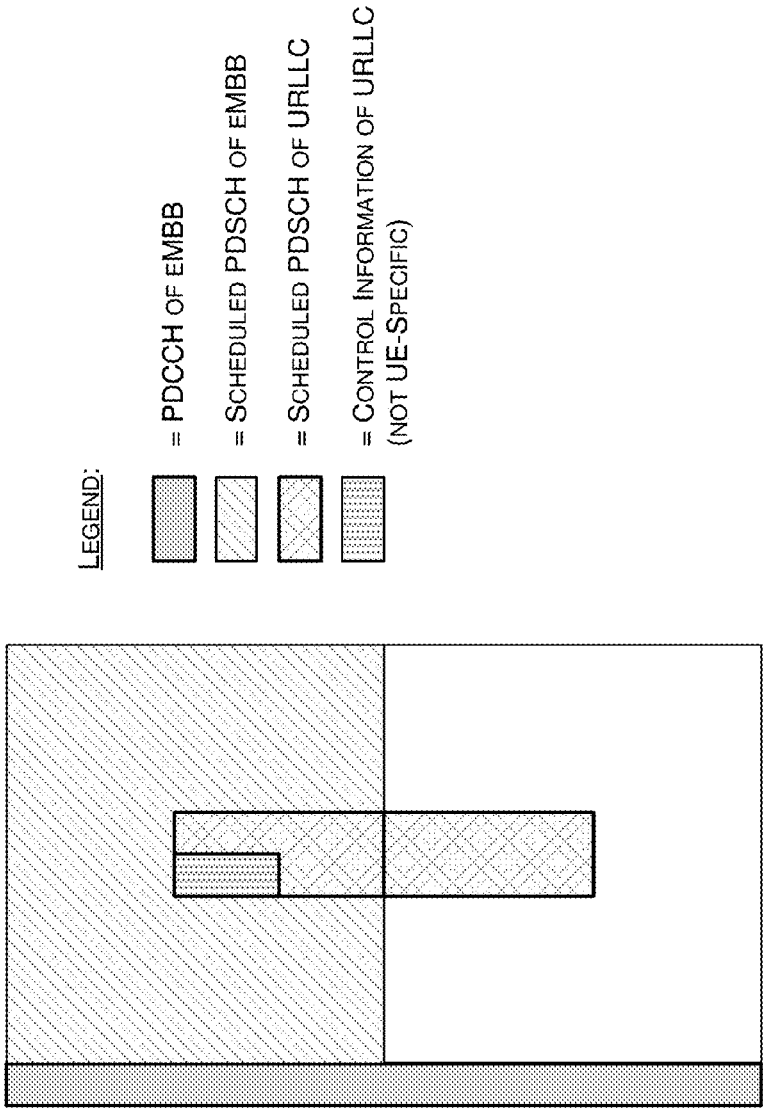 LEGEND:
= PDCCH OF EMBB
= SCHEDULED PDSCH OF EMBB
= SCHEDULED PDSCH OF URLLC
= CONTROL INFORMATION OF URLLC
(NOT UE-SPECIFIC)